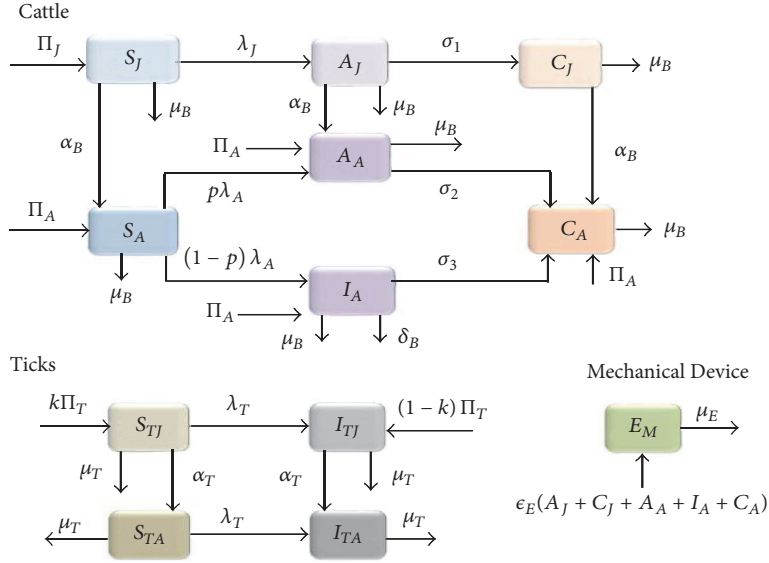 Cattle
Π_J S_J λ_J A_J σ_1 C_J μ_B
α_B μ_B α_B μ_B α_B
Π_A A_A μ_B
pλ_A σ_2
Π_A S_A C_A μ_B
μ_B (1 − p) λ_A I_A σ_3 Π_A
Π_A μ_B δ_B
Ticks
kΠ_T S_TJ λ_T I_TJ (1 − k) Π_T
μ_T α_T α_T μ_T
μ_T S_TA λ_T I_TA μ_T
Mechanical Device
E_M μ_E
ϵ_E(A_J + C_J + A_A + I_A + C_A)